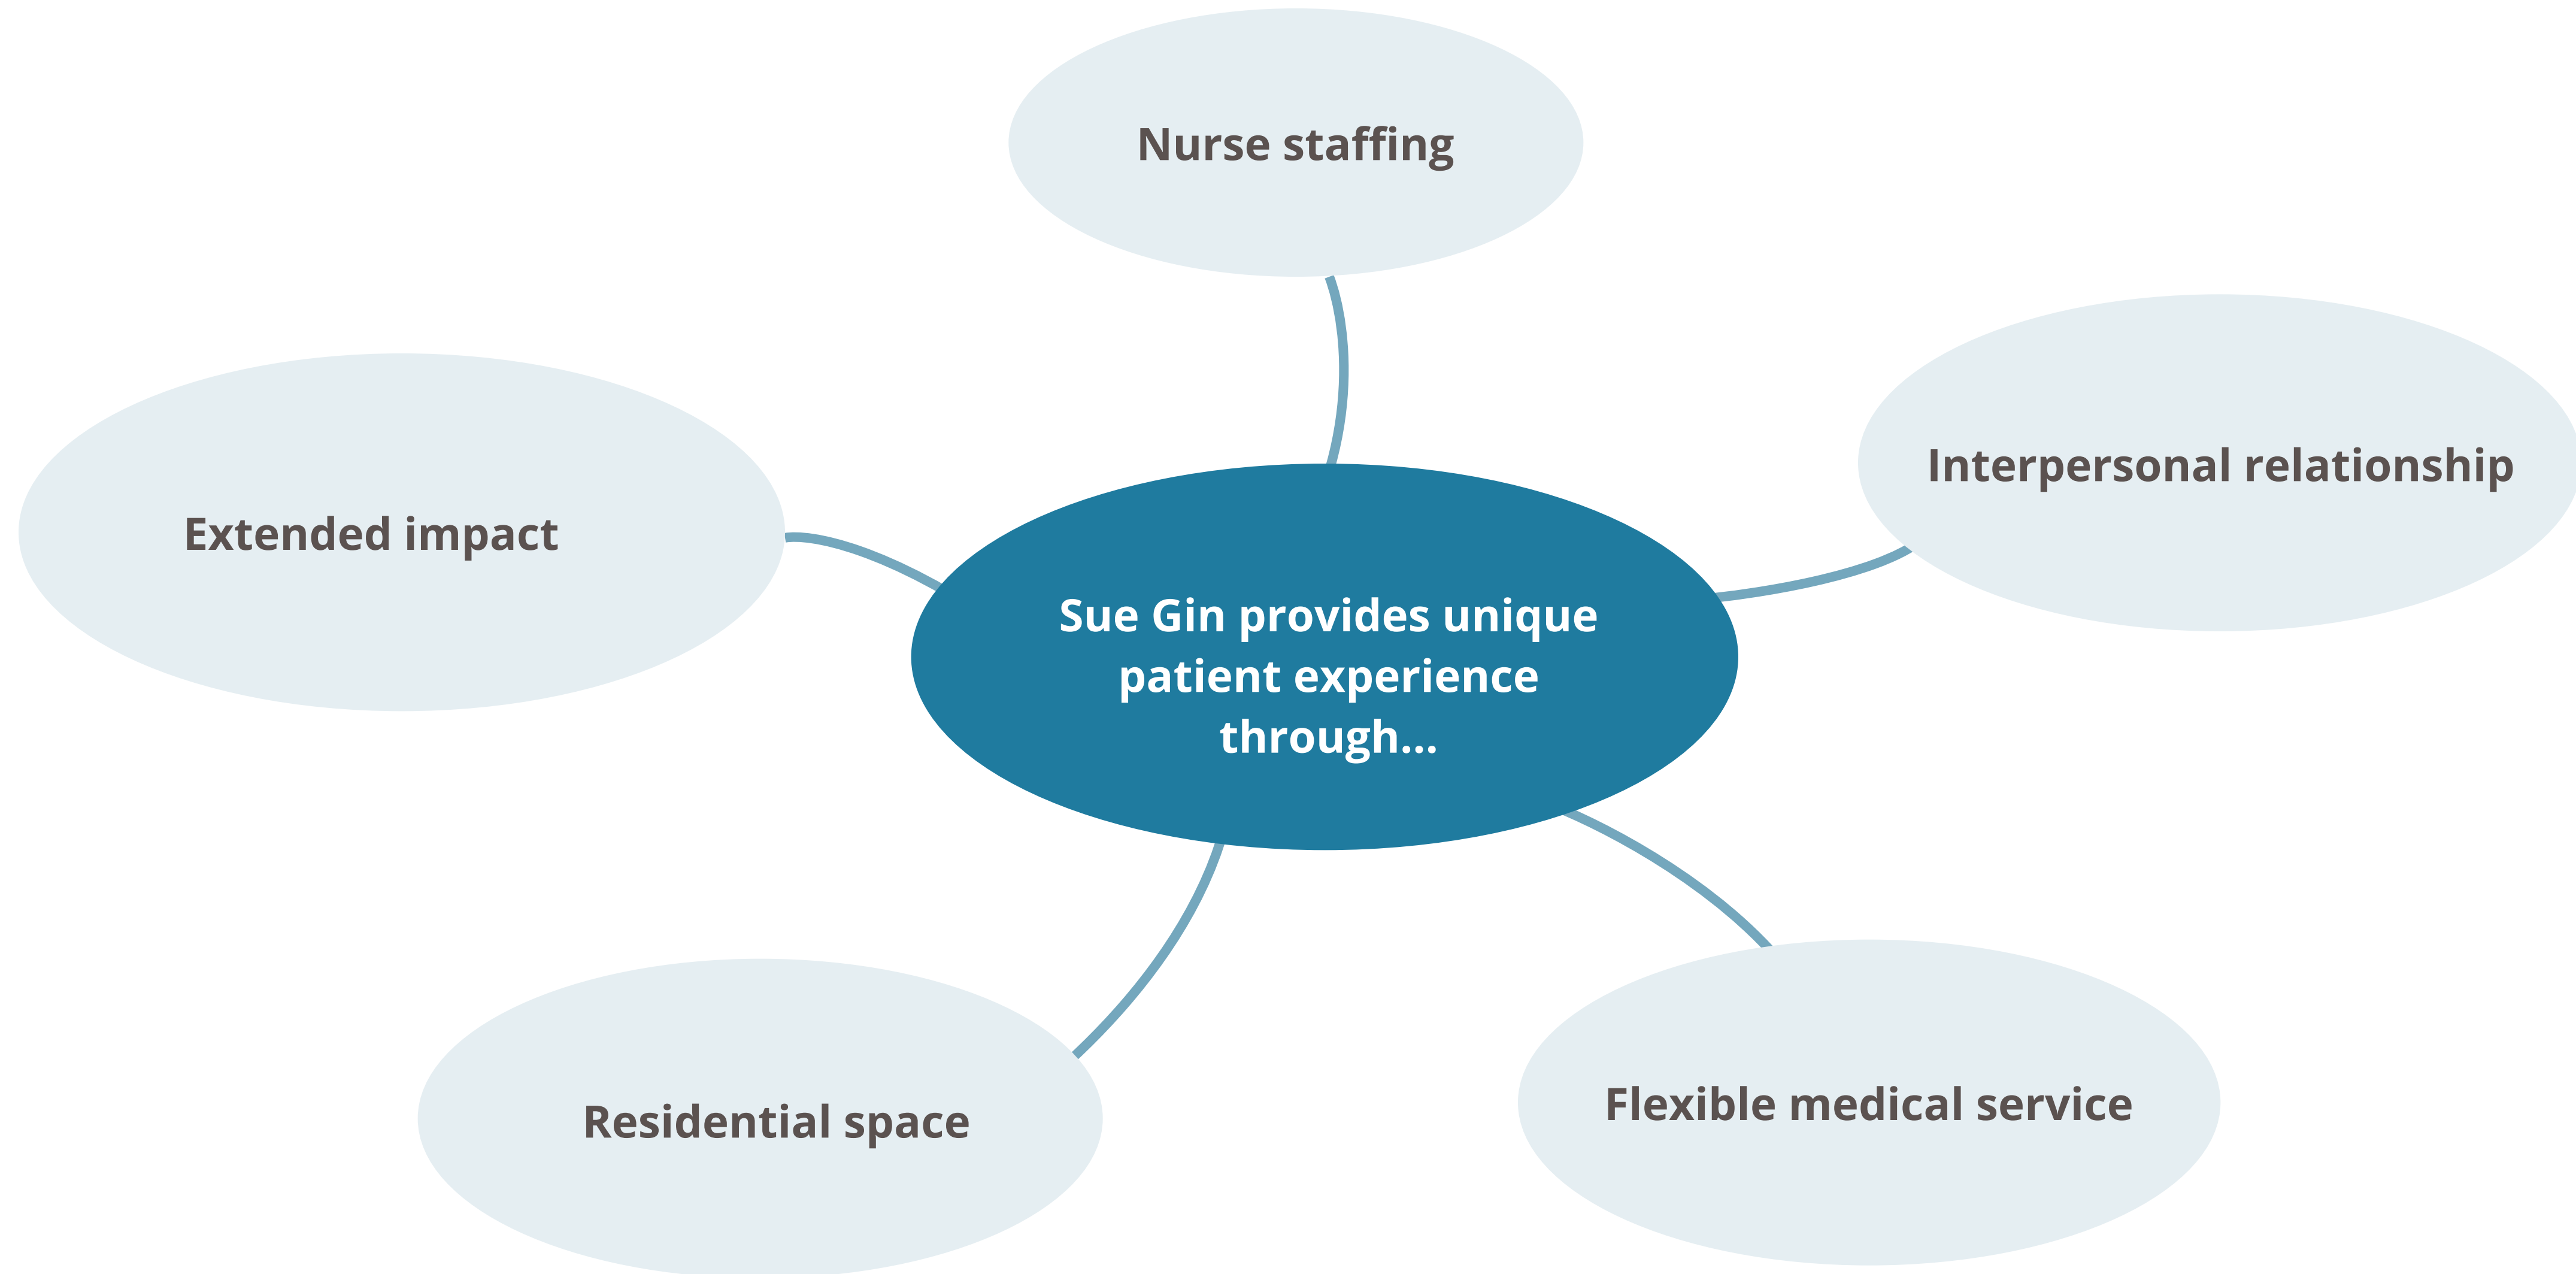 Nurse staffing
Interpersonal relationship
Extended impact
Sue Gin provides unique
patient experience
through...
Flexible medical service
Residential space